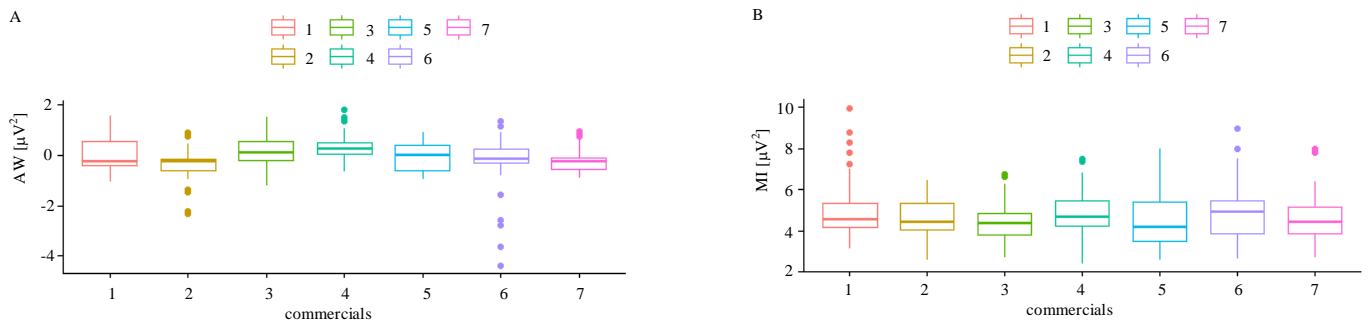 A
1 3 5 7
2 4 6
AW [μV²]
2
0
-2
-4
1 2 3 4 5 6 7
commercials
B
1 3 5 7
2 4 6
MI [μV²]
10
8
6
4
2
1 2 3 4 5 6 7
commercials